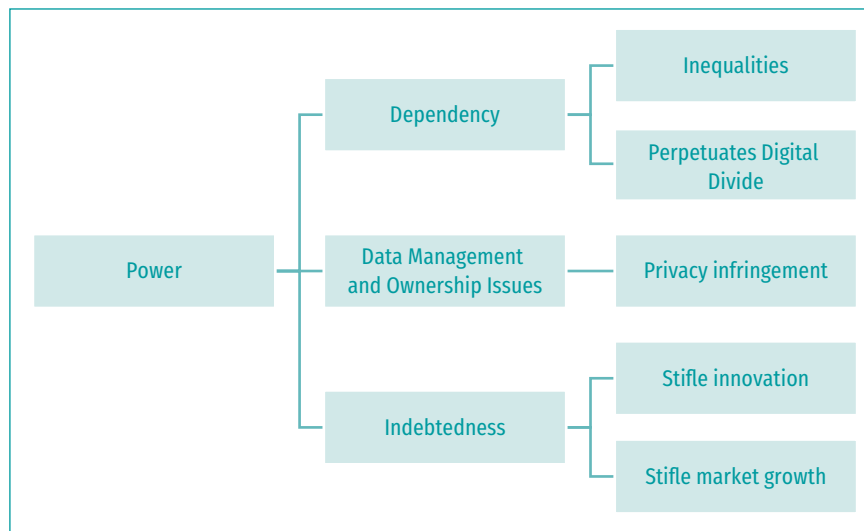 Power
Dependency
Inequalities
Perpetuates Digital
Divide
Data Management
and Ownership Issues
Privacy infringement
Indebtedness
Stifle innovation
Stifle market growth